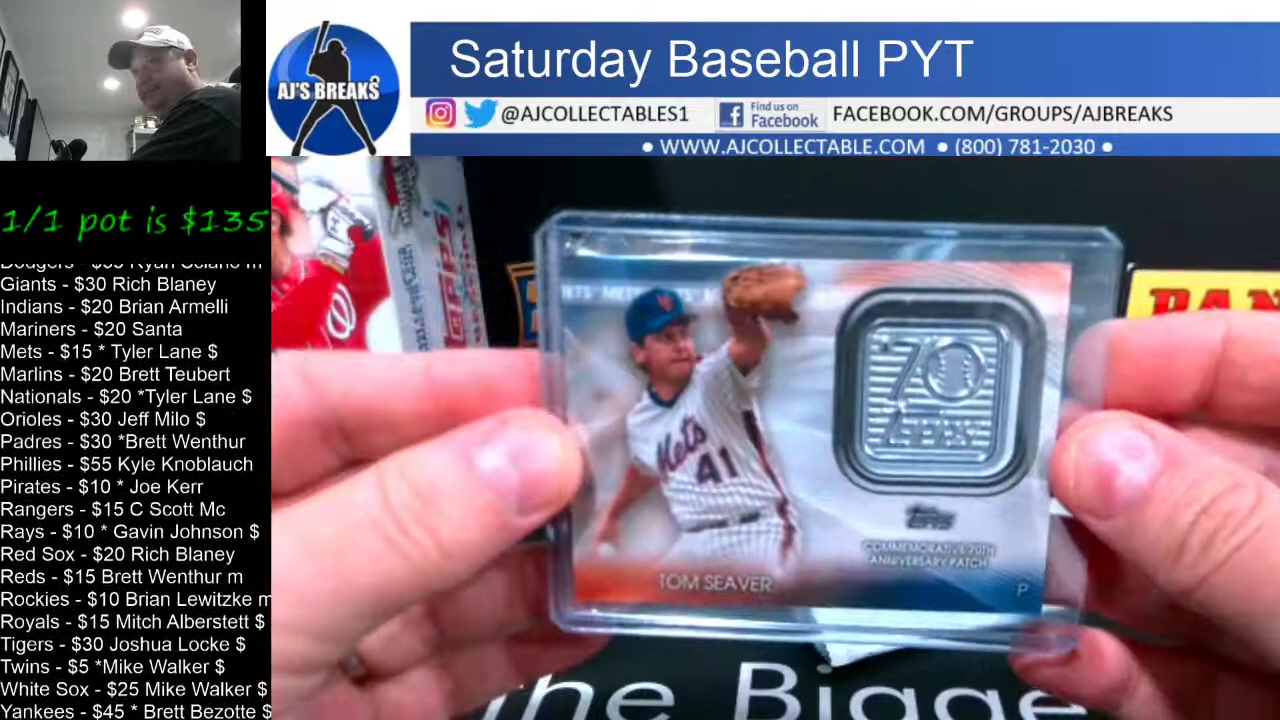 AJ'S BREAKS
Saturday Baseball PYT
@AJCOLLECTABLES1
Find us on
Facebook
FACEBOOK.COM/GROUPS/AJBREAKS
• WWW.AJCOLLECTABLE.COM • (800) 781-2030 •
1/1 pot is $135
Giants - $30 Rich Blaney
Indians - $20 Brian Armelli
Mariners - $20 Santa
Mets - $15 * Tyler Lane $
Marlins - $20 Brett Teubert
Nationals - $20 *Tyler Lane $
Orioles - $30 Jeff Milo $
Padres - $30 *Brett Wenthur
Phillies - $55 Kyle Knoblauch
Pirates - $10 * Joe Kerr
Rangers - $15 C Scott Mc
Rays - $10 * Gavin Johnson $
Red Sox - $20 Rich Blaney
Reds - $15 Brett Wenthur m
Rockies - $10 Brian Lewitzke m
Royals - $15 Mitch Alberstett $
Tigers - $30 Joshua Locke $
Twins - $5 *Mike Walker $
White Sox - $25 Mike Walker $
Yankees - $45 * Brett Bezotte $
TOPPS
PAN
Mets
41
70
TOPPS
Topps
COMMEMORATIVE 70TH
ANNIVERSARY PATCH
TOM SEAVER
P
the Bigge